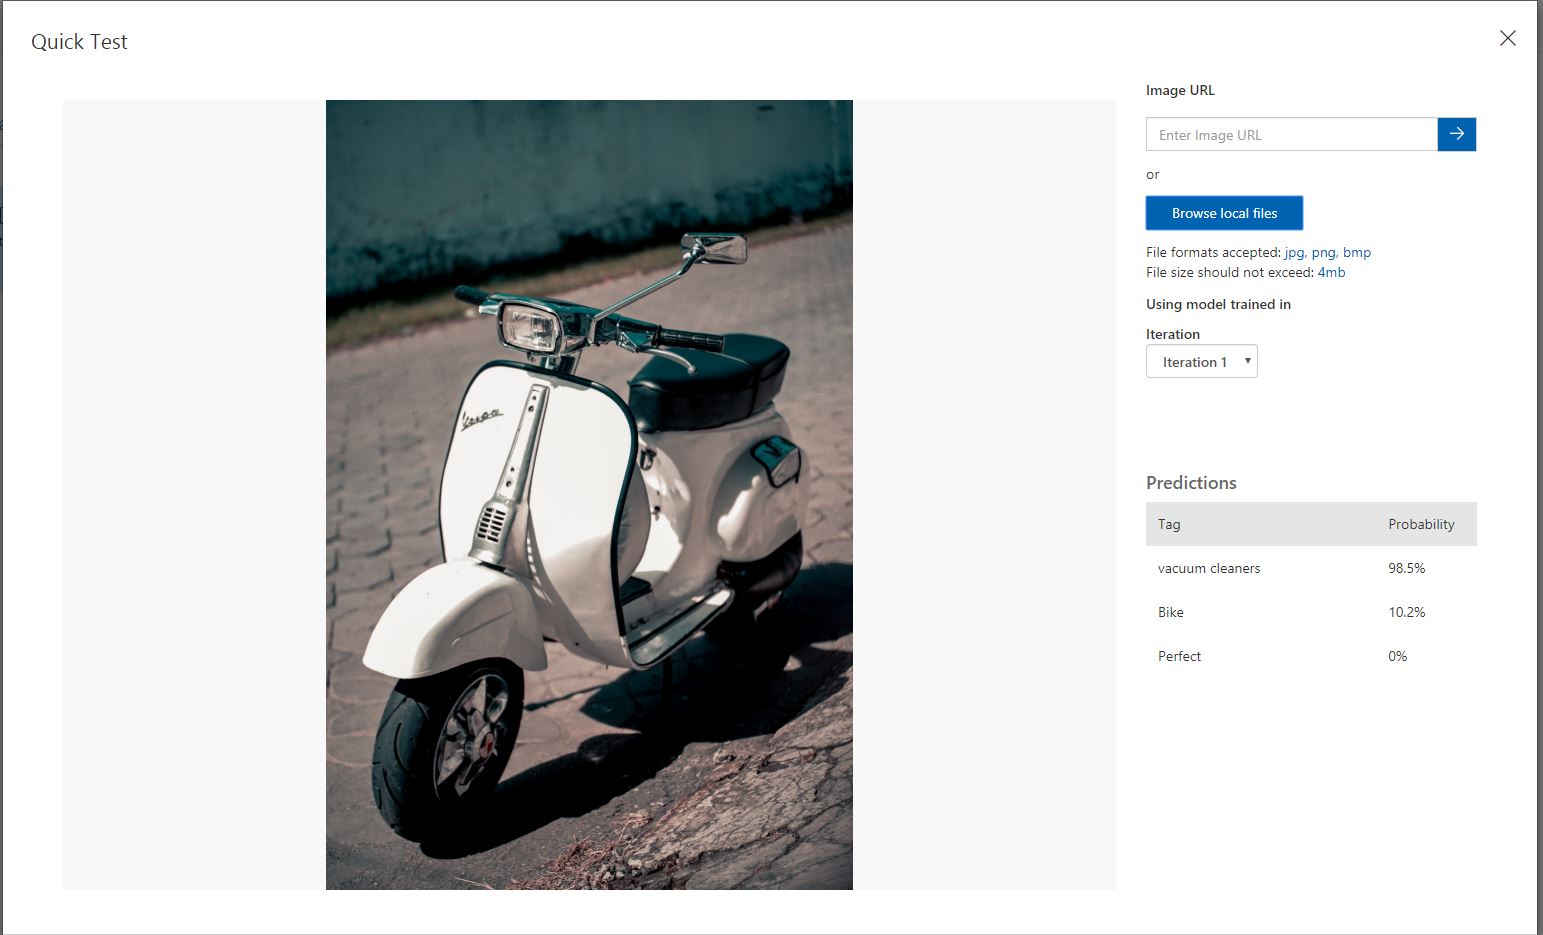 Quick Test
Vespa
Image URL
Enter Image URL
or
Browse local files
File formats accepted: jpg, png, bmp
File size should not exceed: 4mb
Using model trained in
Iteration
Iteration 1
Predictions
Tag Probability
vacuum cleaners 98.5%
Bike 10.2%
Perfect 0%